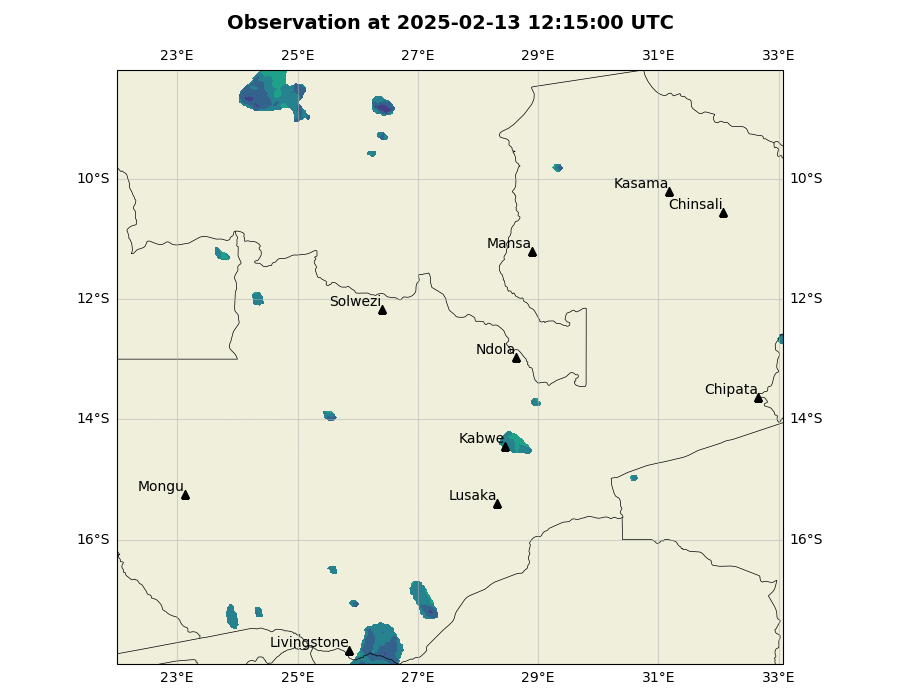 Observation at 2025-02-13 12:15:00 UTC
23°E 25°E 27°E 29°E 31°E 33°E
10°S 10°S
Kasama
Chinsali
Mansa
12°S 12°S
Solwezi
Ndola
Chipata
14°S 14°S
Kabwe
Mongu
Lusaka
16°S 16°S
Livingstone
23°E 25°E 27°E 29°E 31°E 33°E